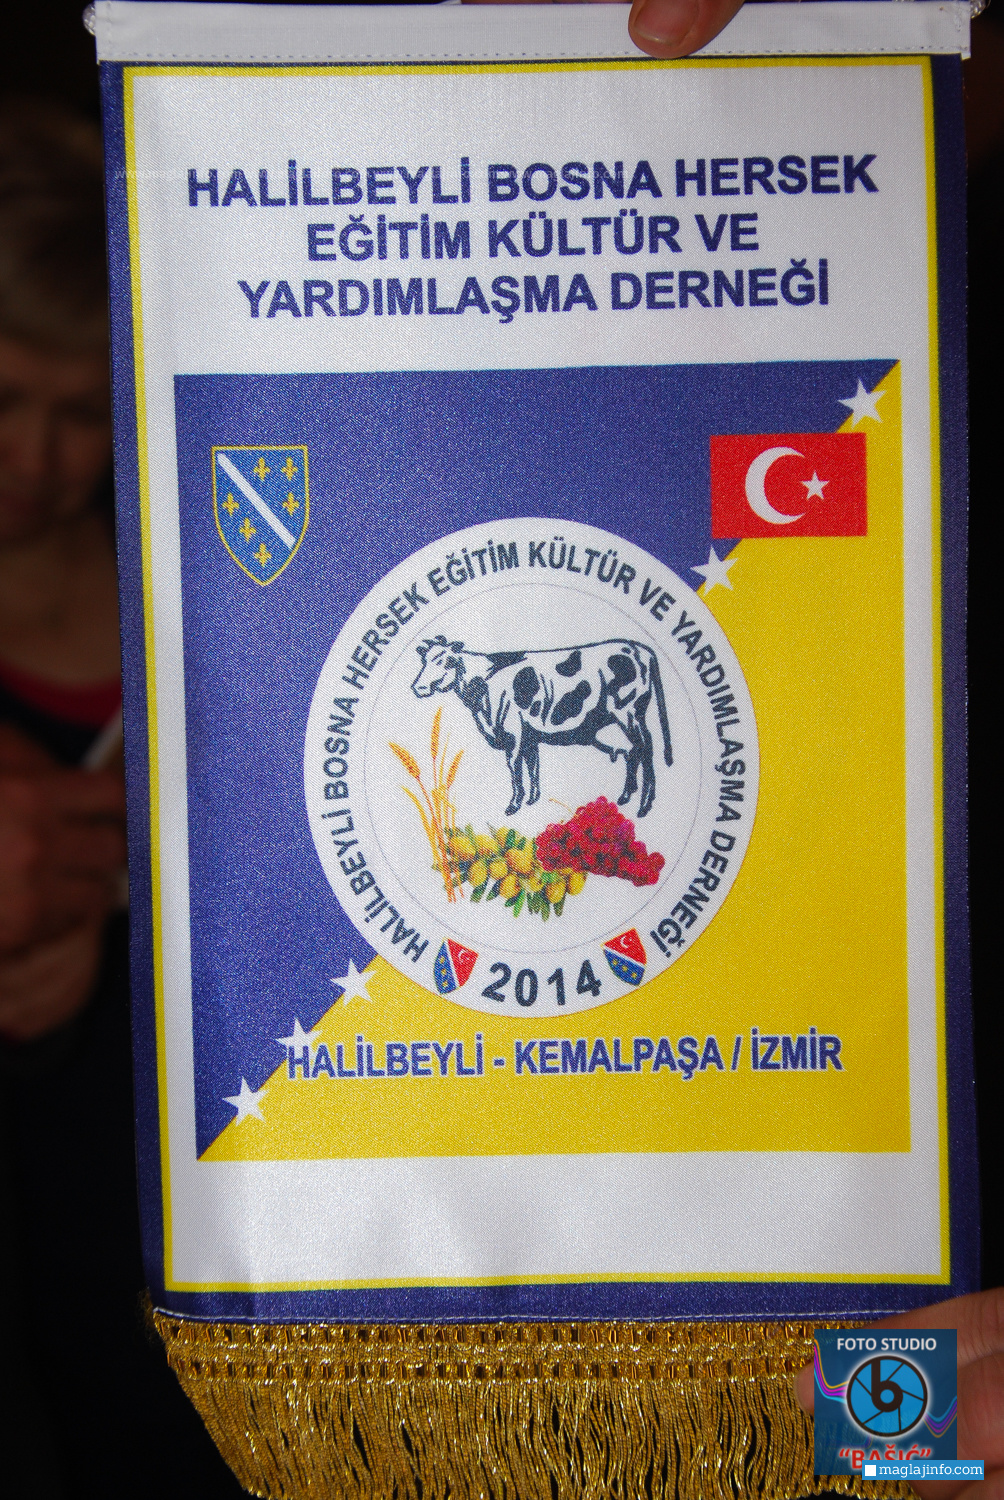 HALİLBEYLİ BOSNA HERSEK
EĞİTİM KÜLTÜR VE
YARDIMLAŞMA DERNEĞİ
HALİLBEYLİ BOSNA HERSEK EĞİTİM KÜLTÜR VE YARDIMLAŞMA DERNEĞİ
2014
HALİLBEYLİ - KEMALPAŞA / İZMİR
FOTO STUDIO
b
"BAŠIĆ"
maglajinfo.com